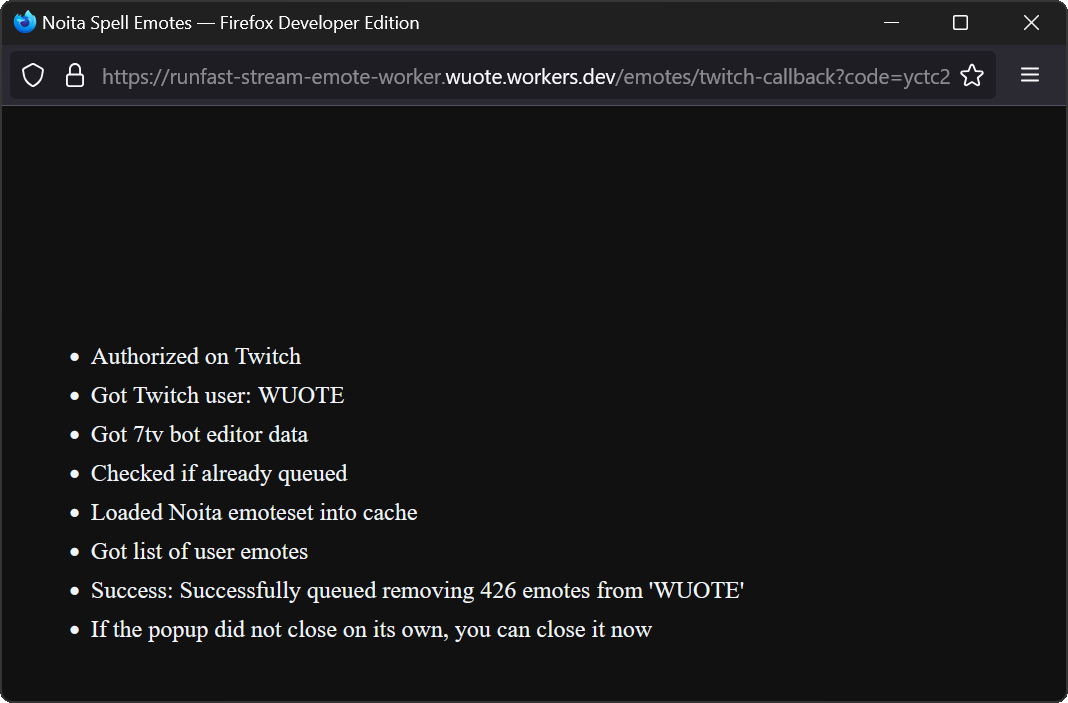 Noita Spell Emotes — Firefox Developer Edition
https://runfast-stream-emote-worker.wuote.workers.dev/emotes/twitch-callback?code=yctc2
• Authorized on Twitch
• Got Twitch user: WUOTE
• Got 7tv bot editor data
• Checked if already queued
• Loaded Noita emoteset into cache
• Got list of user emotes
• Success: Successfully queued removing 426 emotes from 'WUOTE'
• If the popup did not close on its own, you can close it now